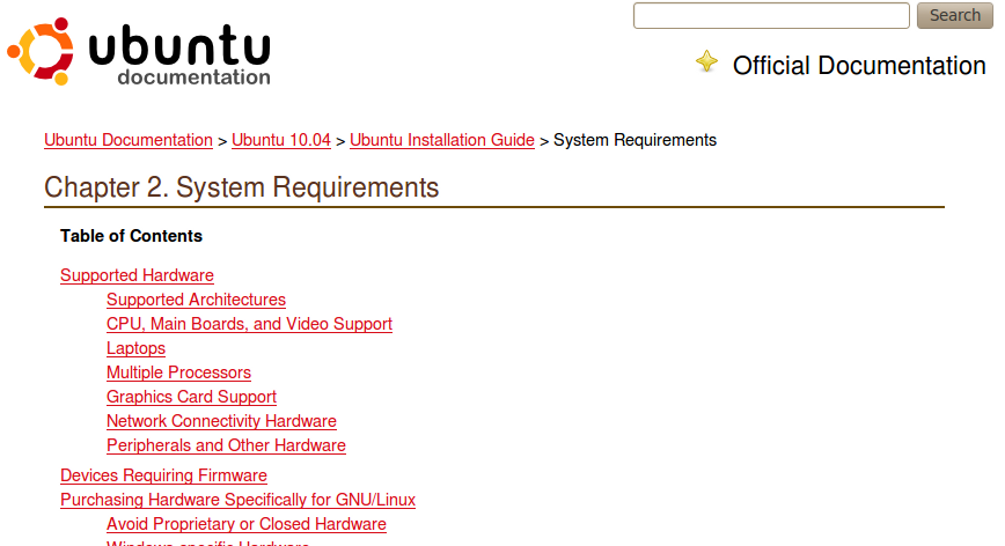 Search
ubuntu
documentation
Official Documentation
Ubuntu Documentation > Ubuntu 10.04 > Ubuntu Installation Guide > System Requirements
Chapter 2. System Requirements
Table of Contents
Supported Hardware
Supported Architectures
CPU, Main Boards, and Video Support
Laptops
Multiple Processors
Graphics Card Support
Network Connectivity Hardware
Peripherals and Other Hardware
Devices Requiring Firmware
Purchasing Hardware Specifically for GNU/Linux
Avoid Proprietary or Closed Hardware
Windows-specific Hardware